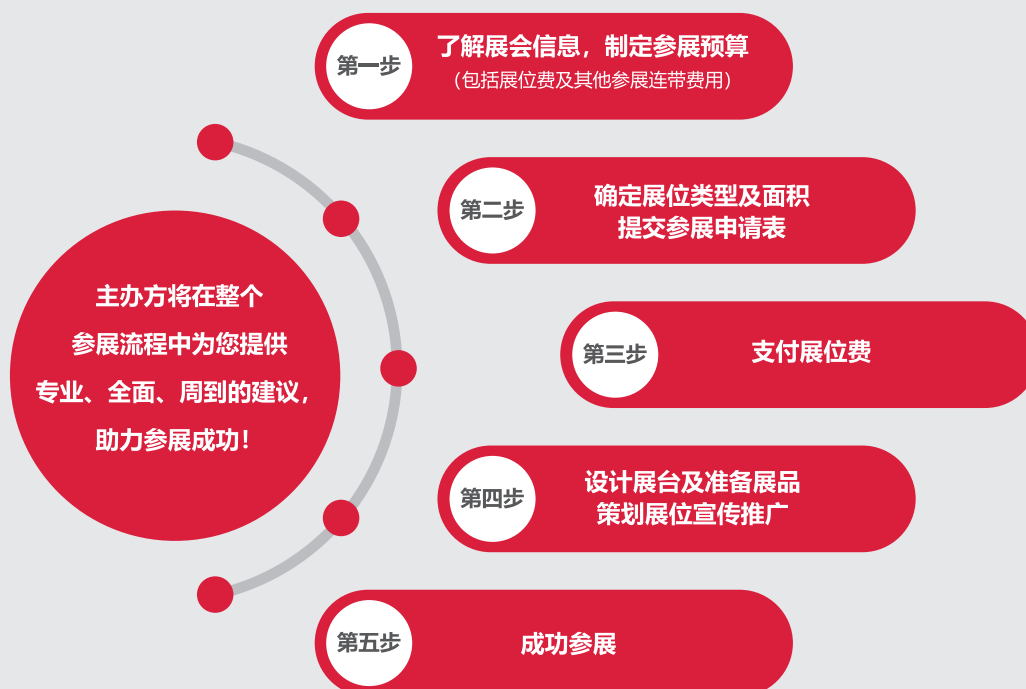 主办方将在整个
参展流程中为您提供
专业、全面、周到的建议，
助力参展成功！
第一步
了解展会信息，制定参展预算
（包括展位费及其他参展连带费用）
第二步
确定展位类型及面积
提交参展申请表
第三步
支付展位费
第四步
设计展台及准备展品
策划展位宣传推广
第五步
成功参展